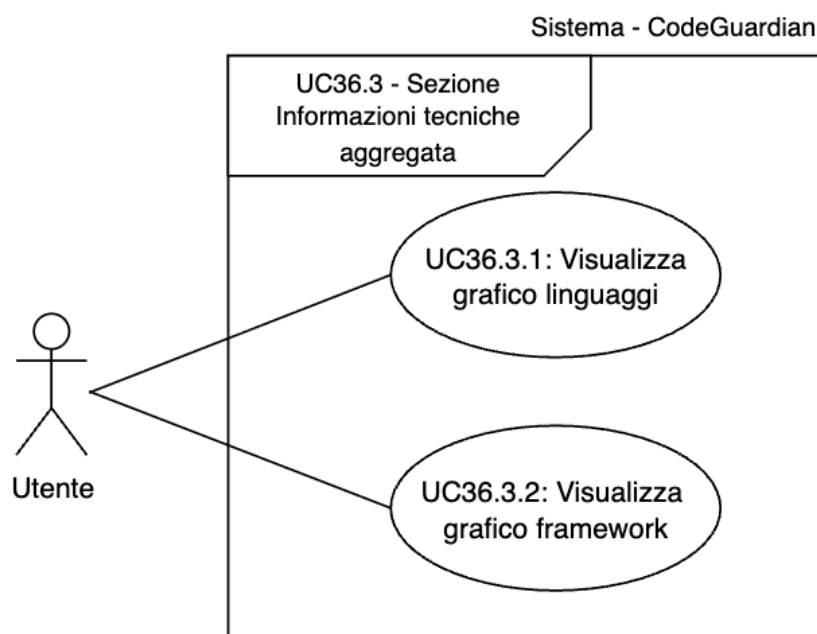 Sistema - CodeGuardian
UC36.3 - Sezione
Informazioni tecniche
aggregata
UC36.3.1: Visualizza
grafico linguaggi
Utente
UC36.3.2: Visualizza
grafico framework